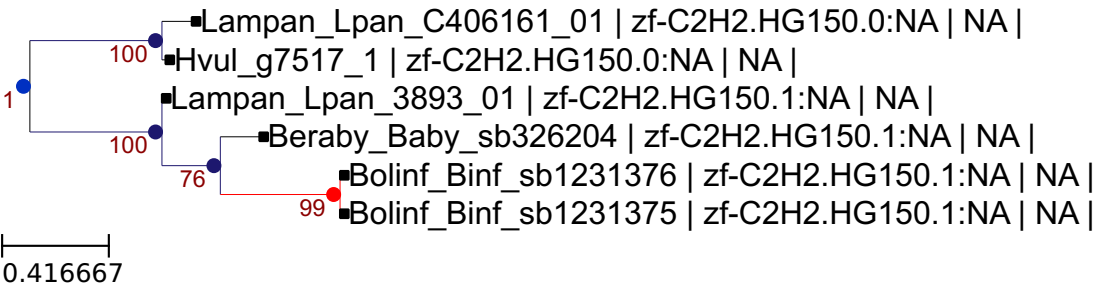 Lampan_Lpan_C406161_01 | zf-C2H2.HG150.0:NA | NA |
100
Hvul_g7517_1 | zf-C2H2.HG150.0:NA | NA |
1
Lampan_Lpan_3893_01 | zf-C2H2.HG150.1:NA | NA |
100
Beraby_Baby_sb326204 | zf-C2H2.HG150.1:NA | NA |
76
Bolinf_Binf_sb1231376 | zf-C2H2.HG150.1:NA | NA |
99
Bolinf_Binf_sb1231375 | zf-C2H2.HG150.1:NA | NA |
0.416667